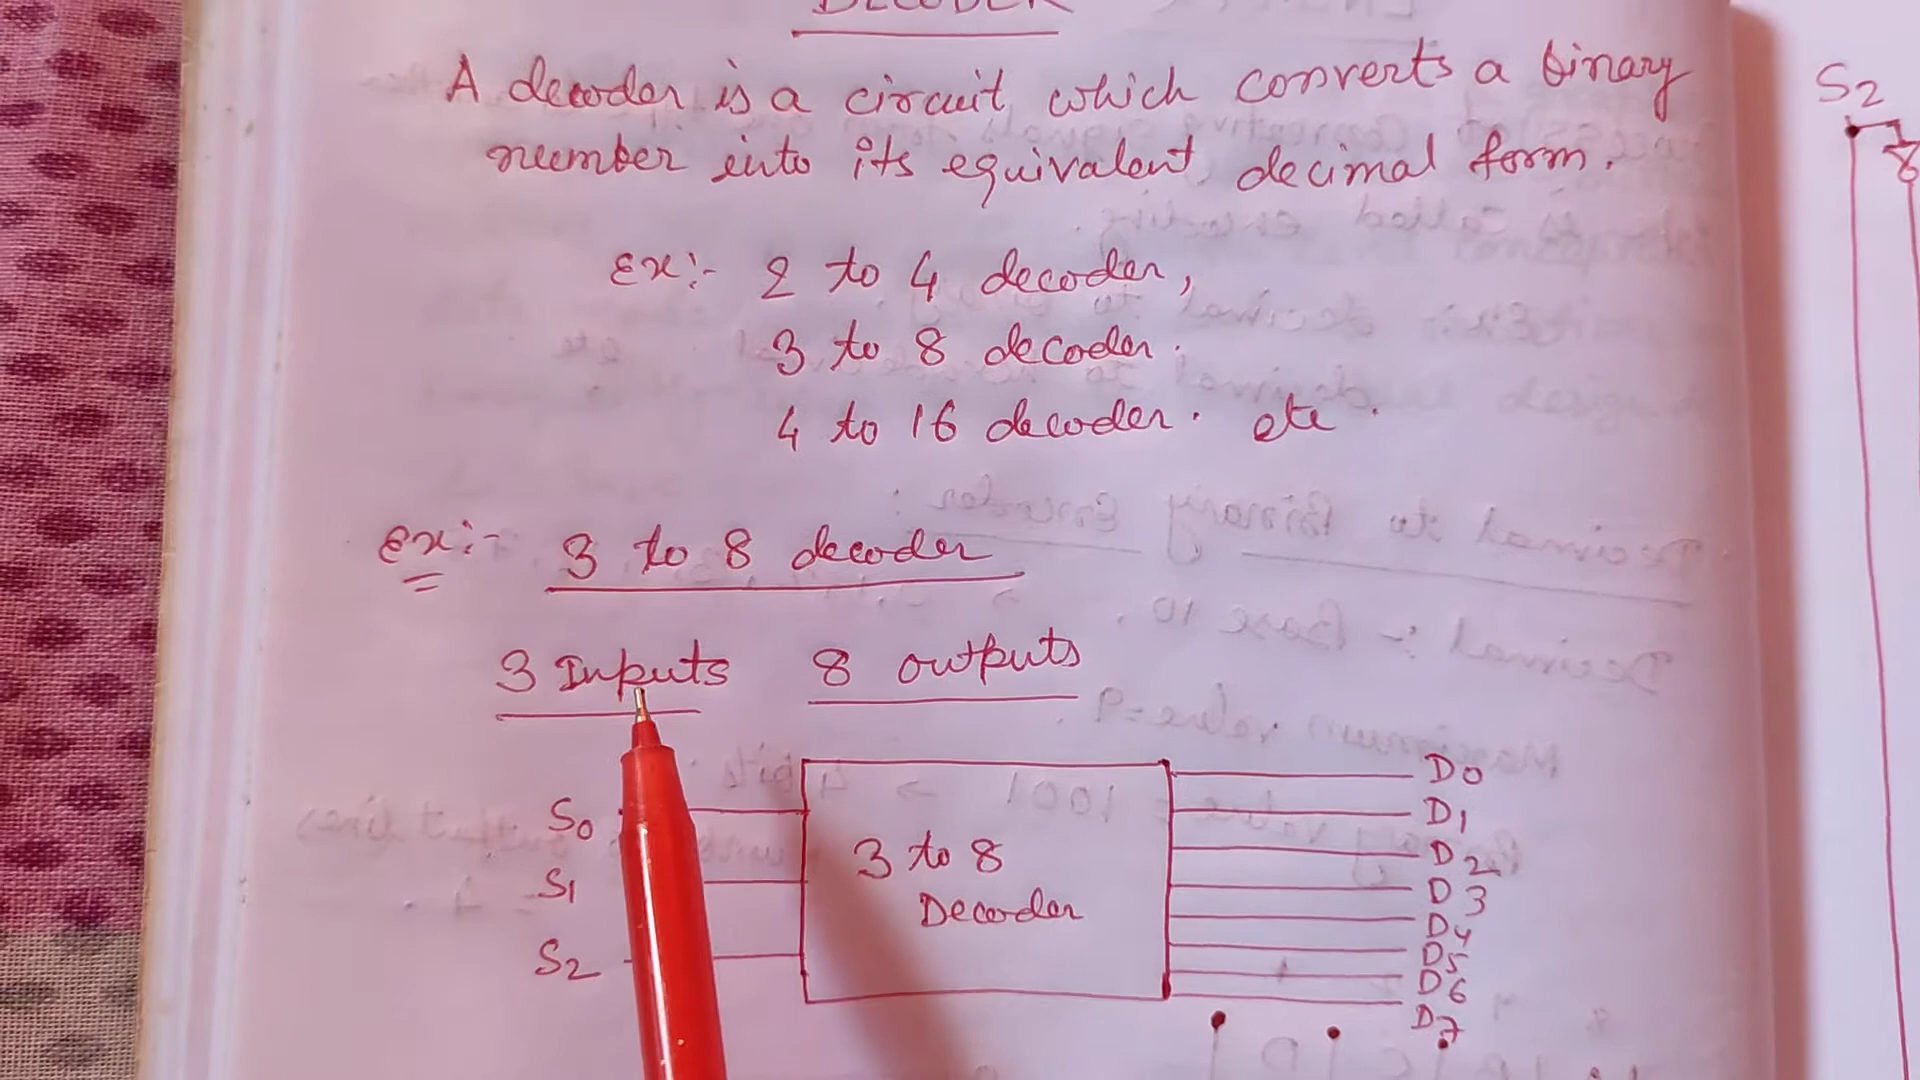 DECODER
A decoder is a circuit which converts a binary
number into its equivalent decimal form.
Ex:- 2 to 4 decoder,
3 to 8 decoder.
4 to 16 decoder. etc.
Ex:- 3 to 8 decoder
3 Inputs 8 outputs
S0
S1
S2
3 to 8
Decoder
D0
D1
D2
D3
D4
D5
D6
D7
S2